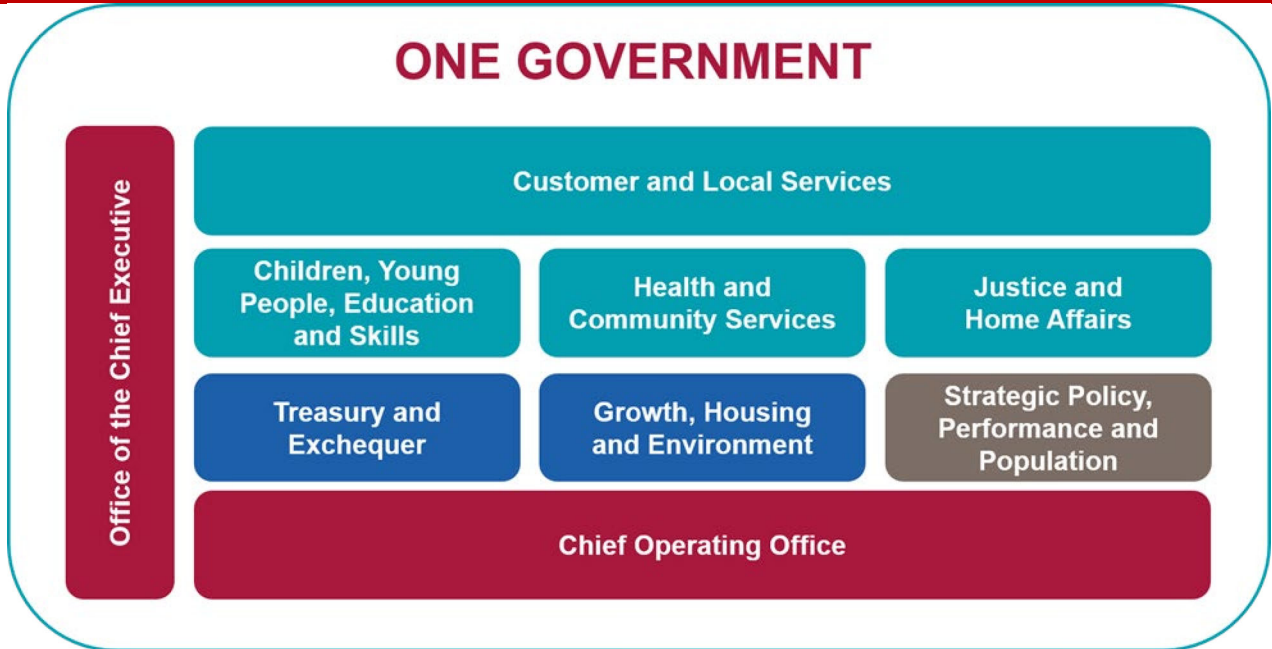 ONE GOVERNMENT
Office of the Chief Executive
Customer and Local Services
Children, Young
People, Education
and Skills
Health and
Community Services
Justice and
Home Affairs
Treasury and
Exchequer
Growth, Housing
and Environment
Strategic Policy,
Performance and
Population
Chief Operating Office